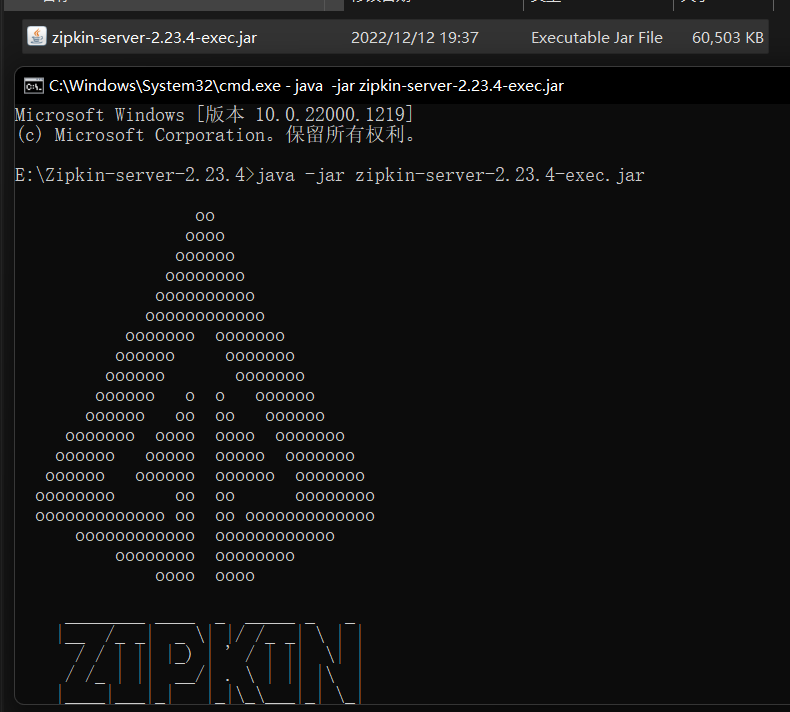 zipkin-server-2.23.4-exec.jar 2022/12/12 19:37 Executable Jar File 60,503 KB
C:\Windows\System32\cmd.exe - java -jar zipkin-server-2.23.4-exec.jar
Microsoft Windows [版本 10.0.22000.1219]
(c) Microsoft Corporation。保留所有权利。
E:\Zipkin-server-2.23.4>java -jar zipkin-server-2.23.4-exec.jar
oo
oooo
oooooo
oooooooo
oooooooooo
oooooooooooo
ooooooo  ooooooo
oooooo     ooooooo
oooooo       ooooooo
oooooo   o  o   oooooo
oooooo   oo  oo   oooooo
ooooooo  oooo  oooo  ooooooo
oooooo   ooooo  ooooo  ooooooo
oooooo   oooooo  oooooo  ooooooo
oooooooo      oo  oo      oooooooo
ooooooooooooo oo  oo ooooooooooooo
oooooooooooo  oooooooooooo
oooooooo  oooooooo
oooo  oooo
ZIPKIN